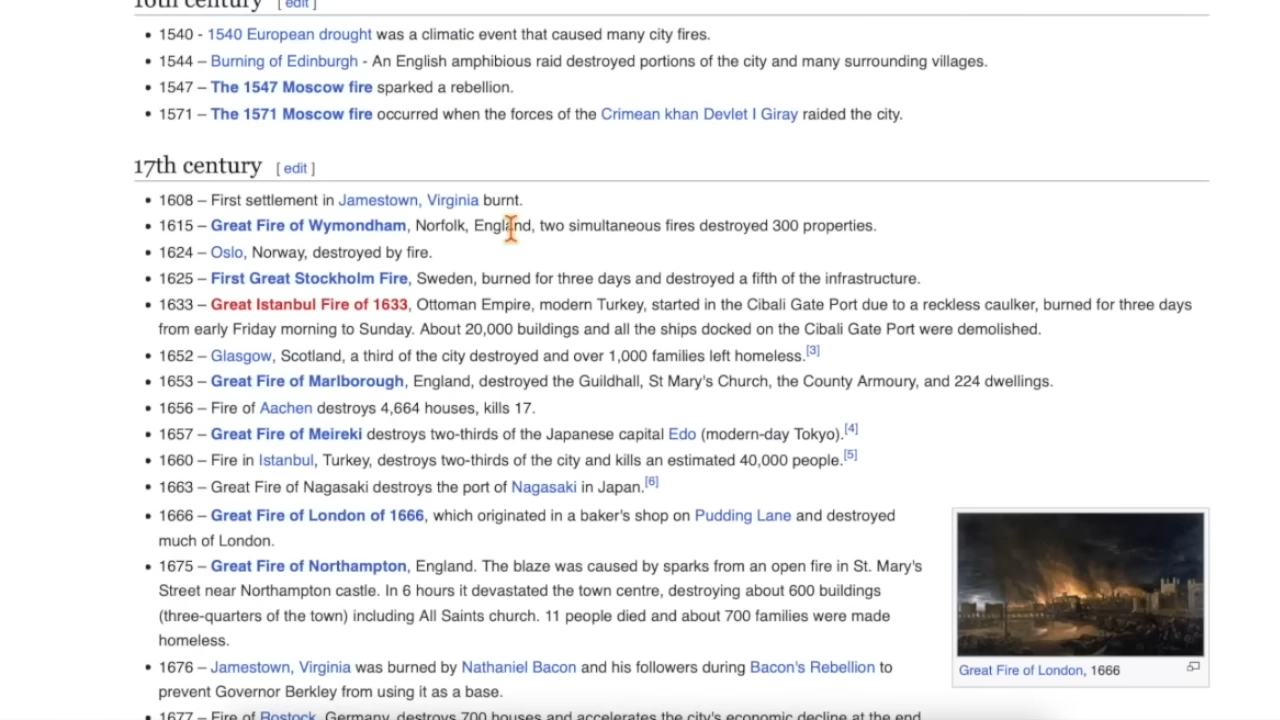 16th century [ edit ]
• 1540 - 1540 European drought was a climatic event that caused many city fires.
• 1544 – Burning of Edinburgh - An English amphibious raid destroyed portions of the city and many surrounding villages.
• 1547 – The 1547 Moscow fire sparked a rebellion.
• 1571 – The 1571 Moscow fire occurred when the forces of the Crimean khan Devlet I Giray raided the city.
17th century [ edit ]
• 1608 – First settlement in Jamestown, Virginia burnt.
• 1615 – Great Fire of Wymondham, Norfolk, England, two simultaneous fires destroyed 300 properties.
• 1624 – Oslo, Norway, destroyed by fire.
• 1625 – First Great Stockholm Fire, Sweden, burned for three days and destroyed a fifth of the infrastructure.
• 1633 – Great Istanbul Fire of 1633, Ottoman Empire, modern Turkey, started in the Cibali Gate Port due to a reckless caulker, burned for three days
from early Friday morning to Sunday. About 20,000 buildings and all the ships docked on the Cibali Gate Port were demolished.
• 1652 – Glasgow, Scotland, a third of the city destroyed and over 1,000 families left homeless.[3]
• 1653 – Great Fire of Marlborough, England, destroyed the Guildhall, St Mary's Church, the County Armoury, and 224 dwellings.
• 1656 – Fire of Aachen destroys 4,664 houses, kills 17.
• 1657 – Great Fire of Meireki destroys two-thirds of the Japanese capital Edo (modern-day Tokyo).[4]
• 1660 – Fire in Istanbul, Turkey, destroys two-thirds of the city and kills an estimated 40,000 people.[5]
• 1663 – Great Fire of Nagasaki destroys the port of Nagasaki in Japan.[6]
• 1666 – Great Fire of London of 1666, which originated in a baker's shop on Pudding Lane and destroyed
much of London.
• 1675 – Great Fire of Northampton, England. The blaze was caused by sparks from an open fire in St. Mary's
Street near Northampton castle. In 6 hours it devastated the town centre, destroying about 600 buildings
(three-quarters of the town) including All Saints church. 11 people died and about 700 families were made
homeless.
• 1676 – Jamestown, Virginia was burned by Nathaniel Bacon and his followers during Bacon's Rebellion to
prevent Governor Berkley from using it as a base.
• 1677 – Fire of Rostock, Germany, destroys 700 houses and accelerates the city's economic decline at the end
Great Fire of London, 1666